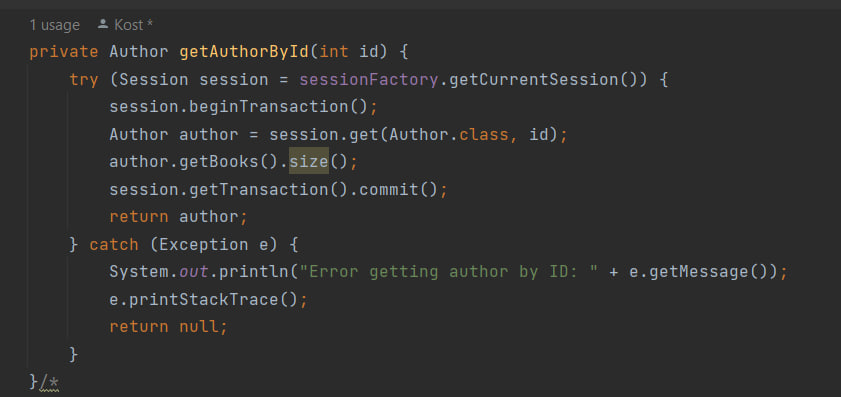 1 usage Kost *
private Author getAuthorById(int id) {
try (Session session = sessionFactory.getCurrentSession()) {
session.beginTransaction();
Author author = session.get(Author.class, id);
author.getBooks().size();
session.getTransaction().commit();
return author;
} catch (Exception e) {
System.out.println("Error getting author by ID: " + e.getMessage());
e.printStackTrace();
return null;
}
}/*